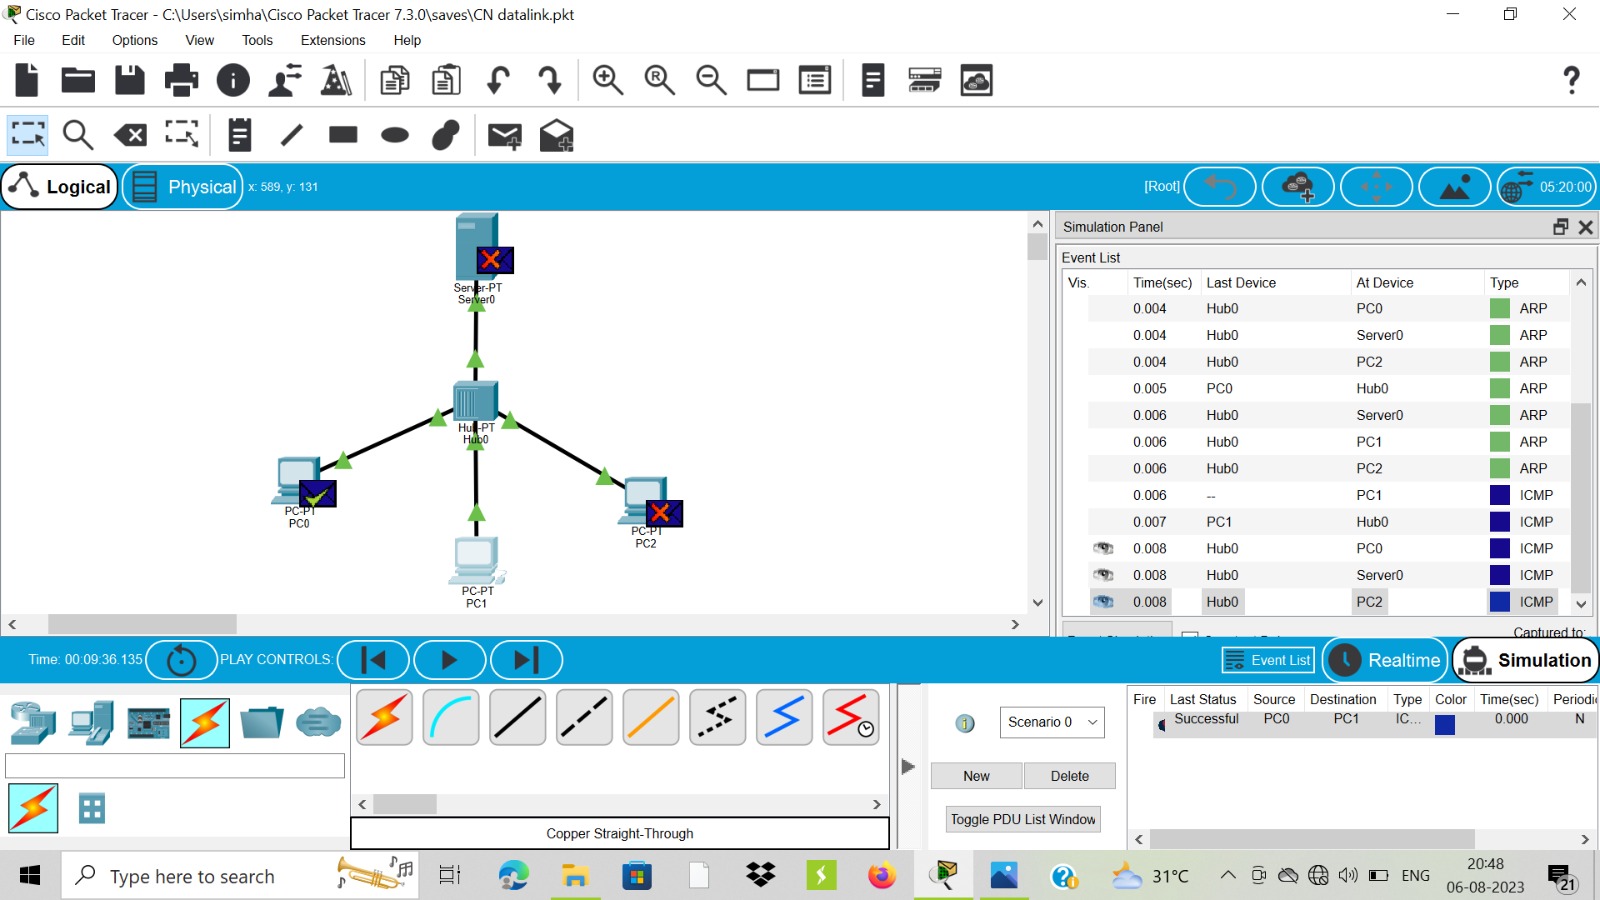 Cisco Packet Tracer - C:\Users\simha\Cisco Packet Tracer 7.3.0\saves\CN datalink.pkt
File Edit Options View Tools Extensions Help
Logical Physical x: 589, y: 131 [Root] 05:20:00
Simulation Panel
Event List
Vis. Time(sec) Last Device At Device Type
0.004 Hub0 PC0 ARP
0.004 Hub0 Server0 ARP
0.004 Hub0 PC2 ARP
0.005 PC0 Hub0 ARP
0.006 Hub0 Server0 ARP
0.006 Hub0 PC1 ARP
0.006 Hub0 PC2 ARP
0.006 -- PC1 ICMP
0.007 PC1 Hub0 ICMP
0.008 Hub0 PC0 ICMP
0.008 Hub0 Server0 ICMP
0.008 Hub0 PC2 ICMP
Captured to:
Server-PT
Server0
Hub-PT
Hub0
PC-PT
PC0
PC-PT
PC2
PC-PT
PC1
Time: 00:09:36.135 PLAY CONTROLS: Event List Realtime Simulation
Scenario 0
New Delete
Toggle PDU List Window
Fire Last Status Source Destination Type Color Time(sec) Periodi
Successful PC0 PC1 IC... 0.000 N
Copper Straight-Through
Type here to search
31°C ENG
20:48
06-08-2023
21